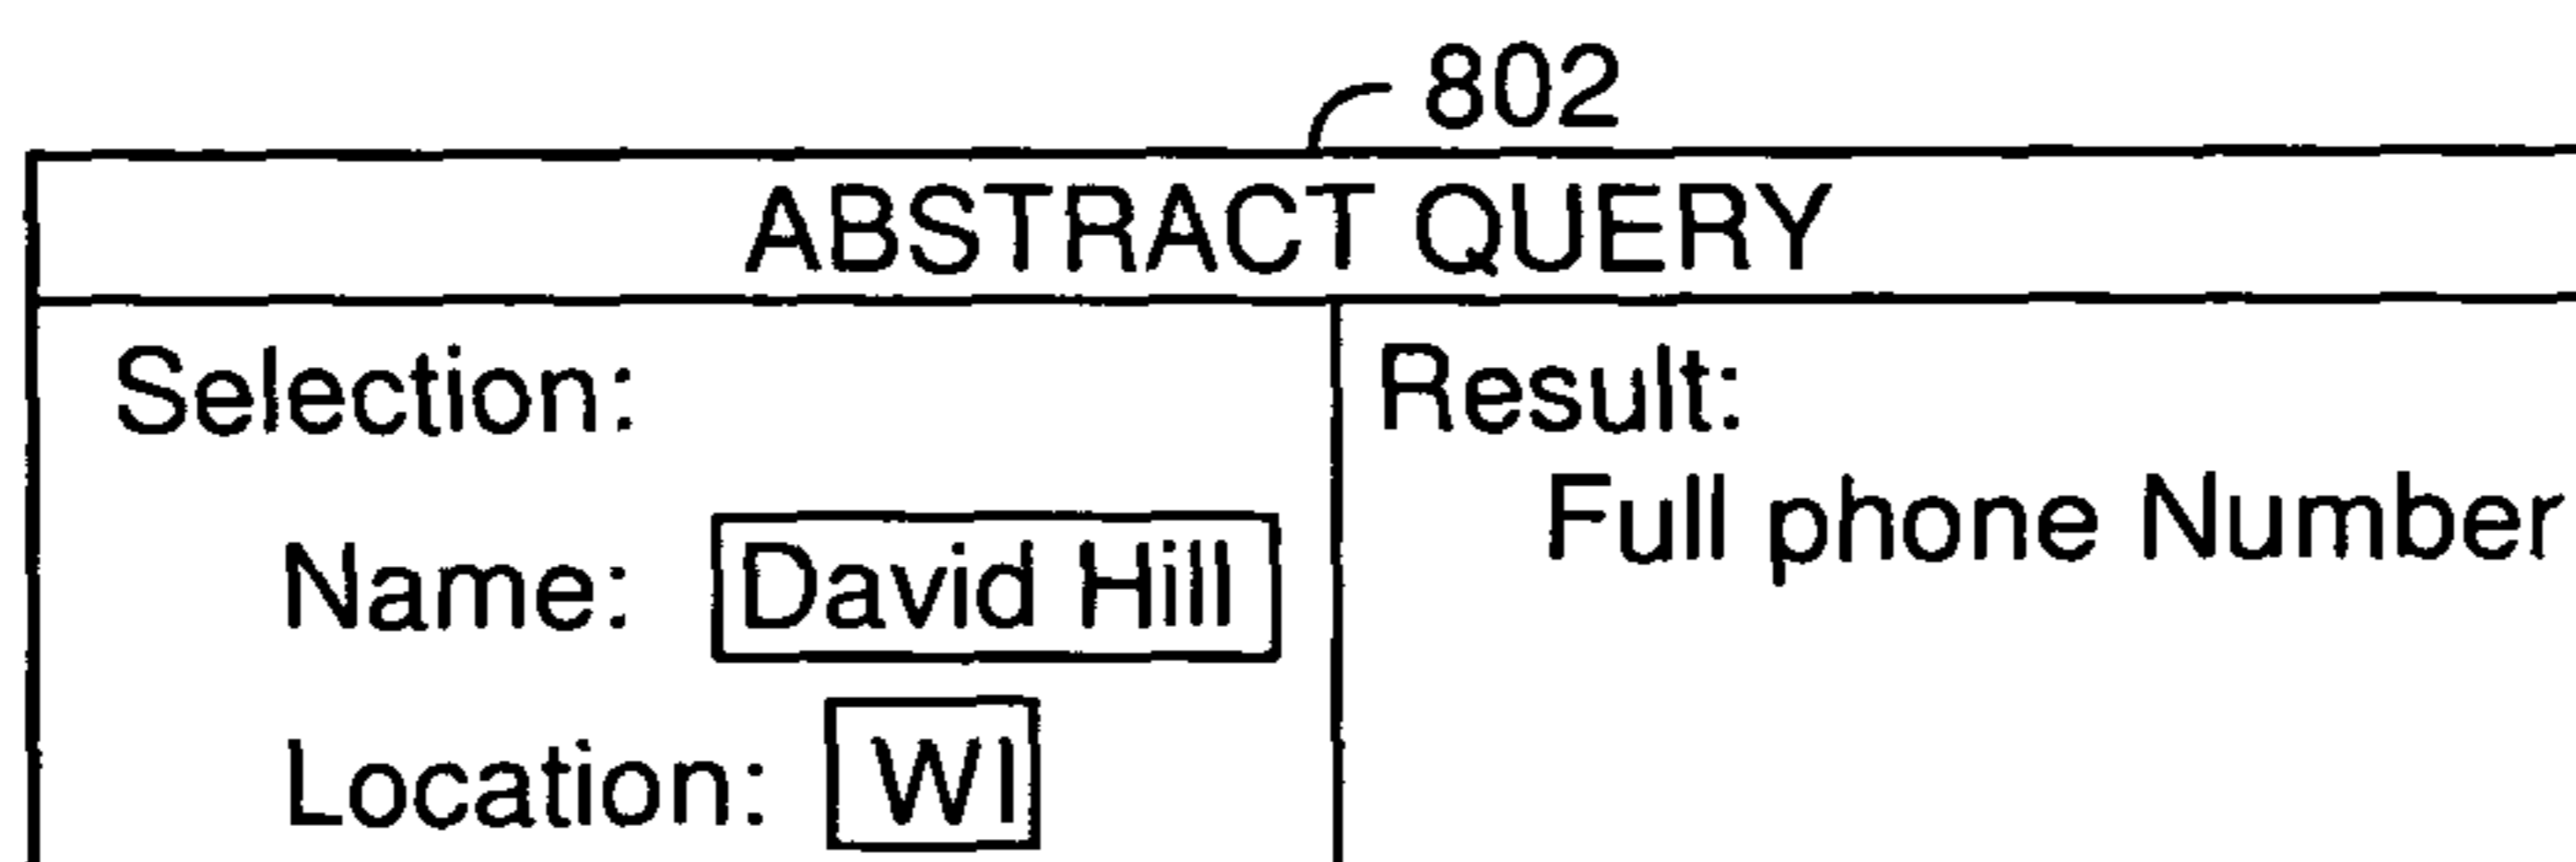 802
ABSTRACT QUERY
Selection:
Name: David Hill
Location: WI
Result:
Full phone Number